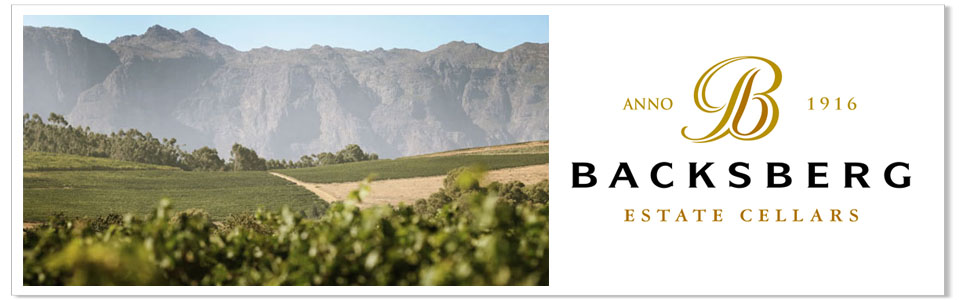 B
ANNO 1916
BACKSBERG
ESTATE CELLARS